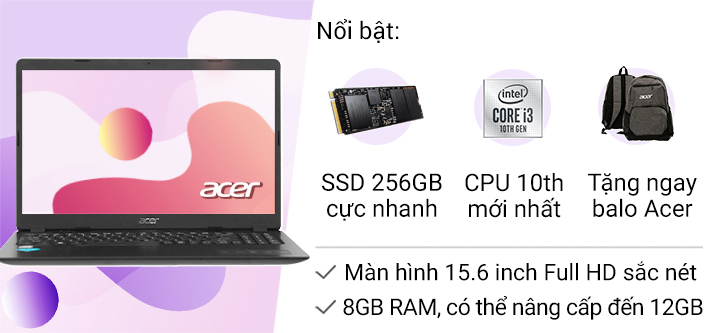 Nổi bật:
acer
acer
intel
CORE i3
10TH GEN
acer
SSD 256GB
cực nhanh
CPU 10th
mới nhất
Tặng ngay
balo Acer
Màn hình 15.6 inch Full HD sắc nét
8GB RAM, có thể nâng cấp đến 12GB